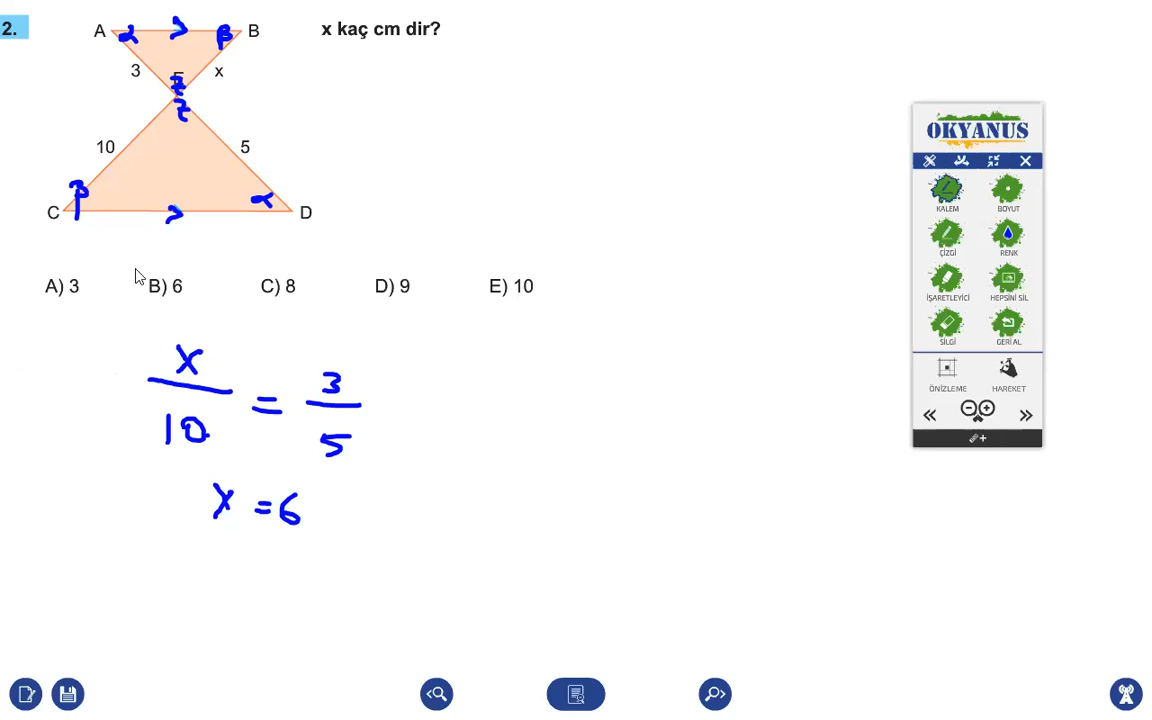 2.
x kaç cm dir?
A α > β B
3 E x
z
z
10 5
C β > α D
A) 3 B) 6 C) 8 D) 9 E) 10
x/10 = 3/5
x = 6
OKYANUS
KALEM BOYUT
ÇİZGİ RENK
İŞARETLEYİCİ HEPSİNİ SİL
SİLGİ GERİ AL
ÖNİZLEME HAREKET